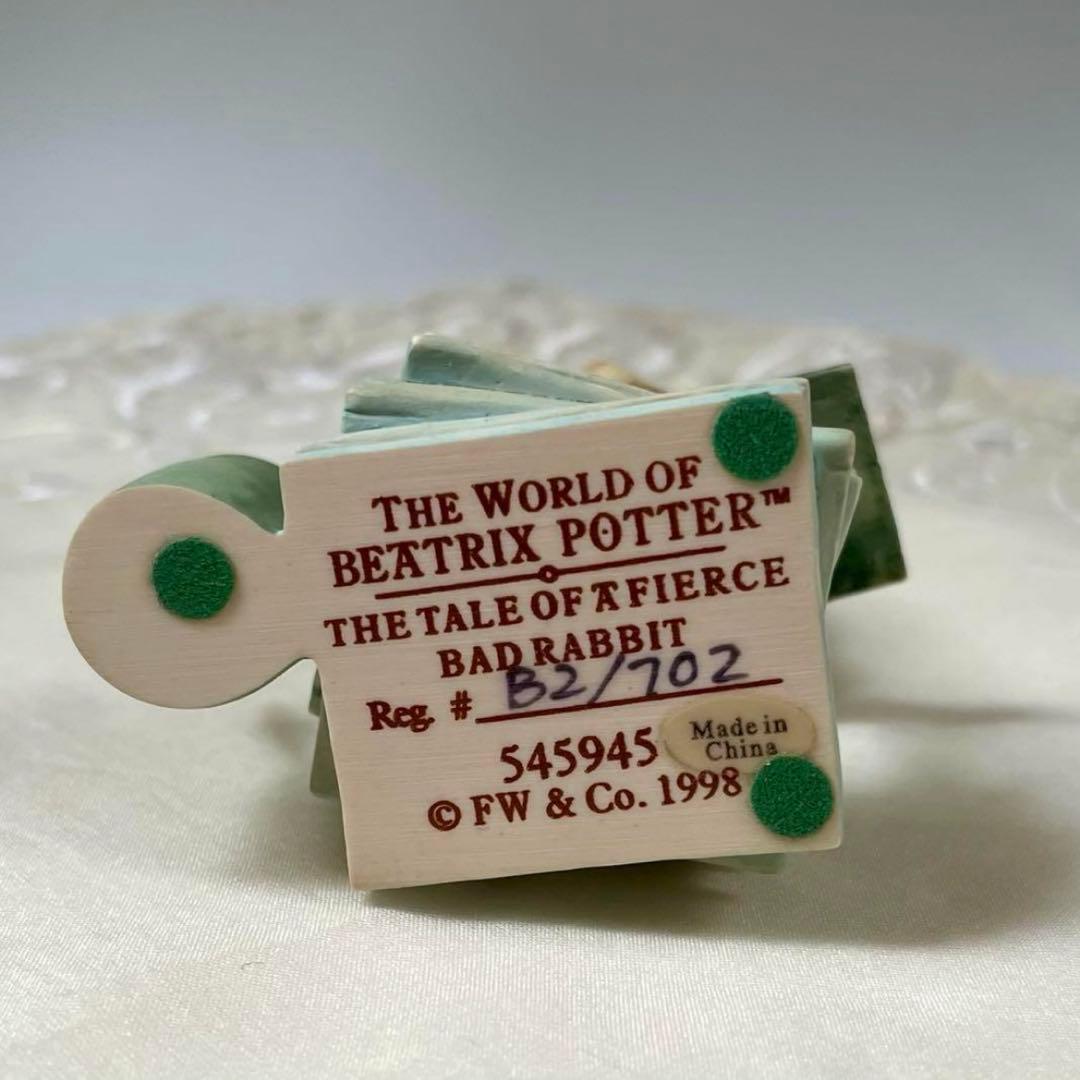 THE WORLD OF
BEATRIX POTTER™
THE TALE OF A FIERCE
BAD RABBIT
Reg. # B2/702
545945
Made in
China
© FW & Co. 1998